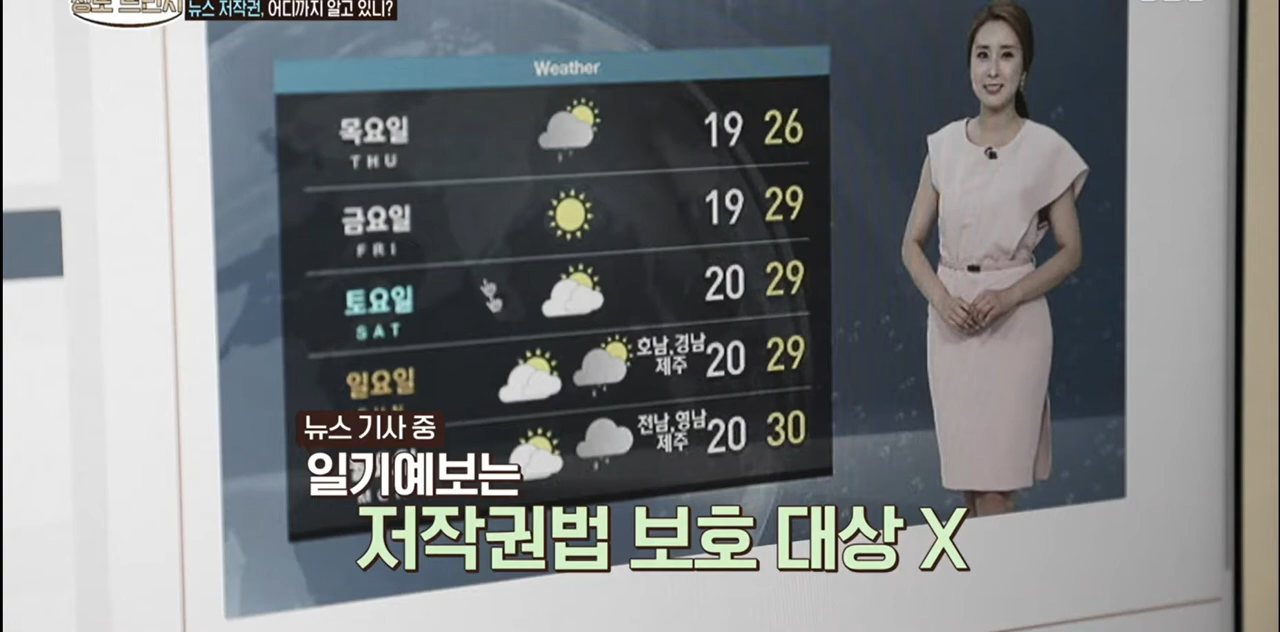 뉴스 저작권, 어디까지 알고 있니?
Weather
목요일 19 26
THU
금요일 19 29
FRI
토요일 20 29
SAT
일요일 호남,경남 제주 20 29
전남,영남 제주 20 30
뉴스 기사 중
일기예보는
저작권법 보호 대상 X